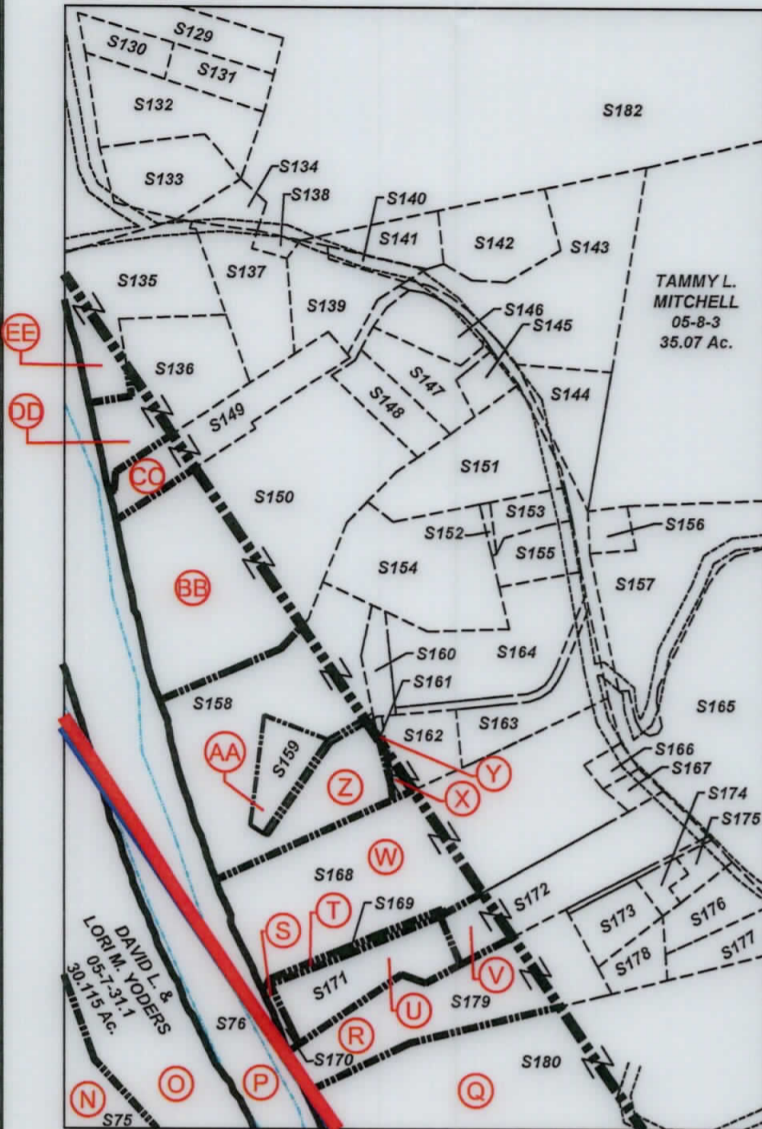 S129
S130
S131
S132
S182
S133
S134
S138
S140
S141
S142
S143
S135
S137
S139
TAMMY L.
MITCHELL
05-8-3
35.07 Ac.
S146
S145
EE
S136
S147
S144
S148
DD
S149
CC
S151
S150
S153
S152
S156
S155
S154
S157
BB
S160
S164
S161
S158
S165
S162
S163
AA
S159
Y
S166
Z
X
S167
S174
S175
W
S168
S169
S172
S173
S176
T
S
S177
S171
V
S178
DAVID L. &
LORI M. YODERS
05-7-31.1
30.115 Ac.
U
S179
S76
R
S170
S180
P
O
Q
N
S75